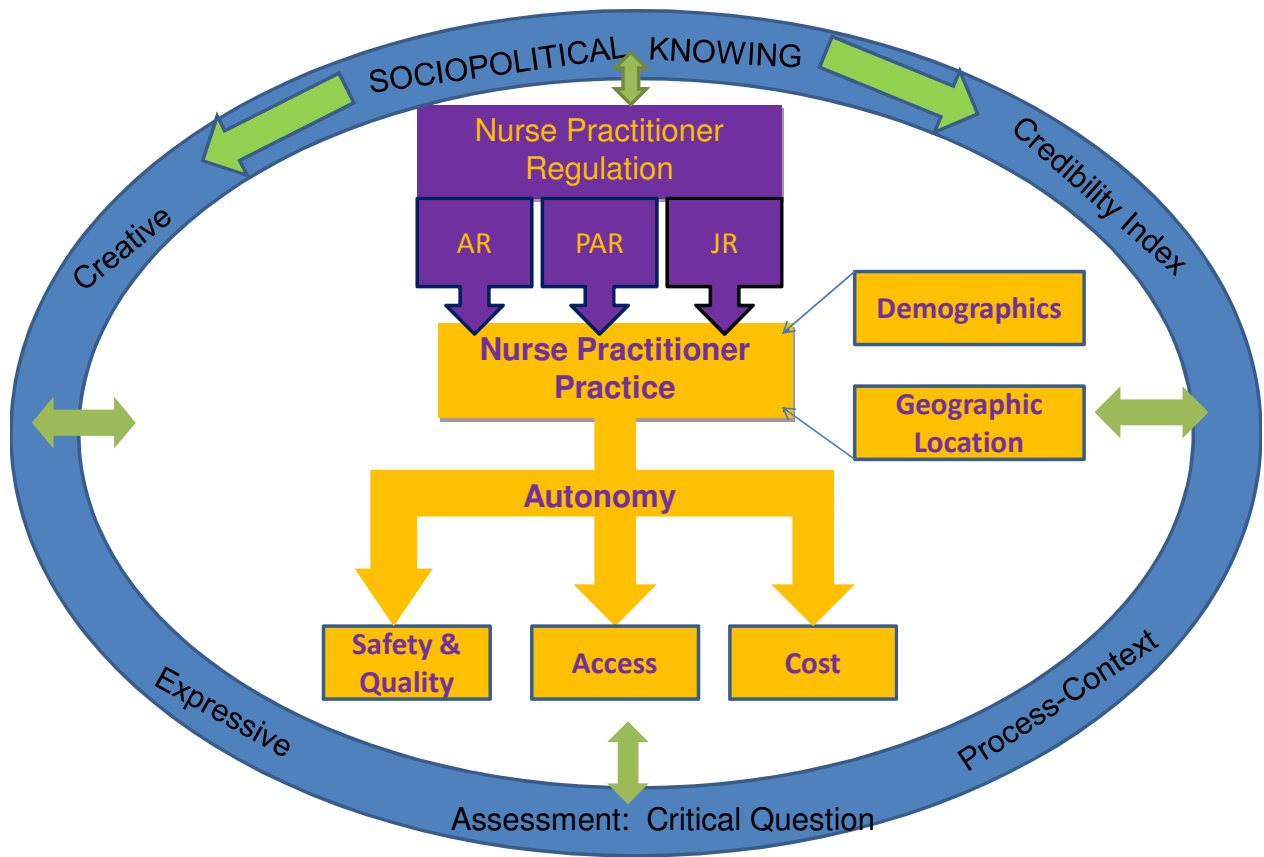 SOCIOPOLITICAL KNOWING
Nurse Practitioner
Regulation
Creative
Credibility Index
AR
PAR
JR
Demographics
Nurse Practitioner
Practice
Geographic
Location
Autonomy
Safety &
Quality
Access
Cost
Expressive
Process-Context
Assessment: Critical Question